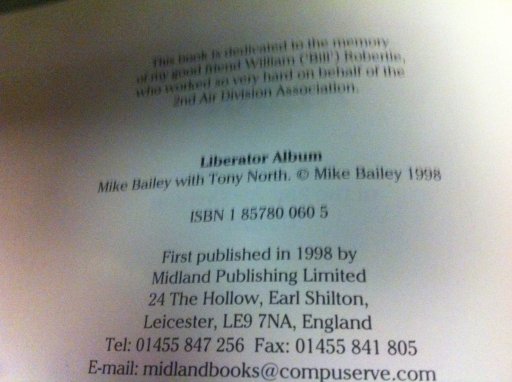 This book is dedicated to the memory
of my good friend William ('Bill') Robertie,
who worked so very hard on behalf of the
2nd Air Division Association.
Liberator Album
Mike Bailey with Tony North. © Mike Bailey 1998
ISBN 1 85780 060 5
First published in 1998 by
Midland Publishing Limited
24 The Hollow, Earl Shilton,
Leicester, LE9 7NA, England
Tel: 01455 847 256 Fax: 01455 841 805
E-mail: midlandbooks@compuserve.com